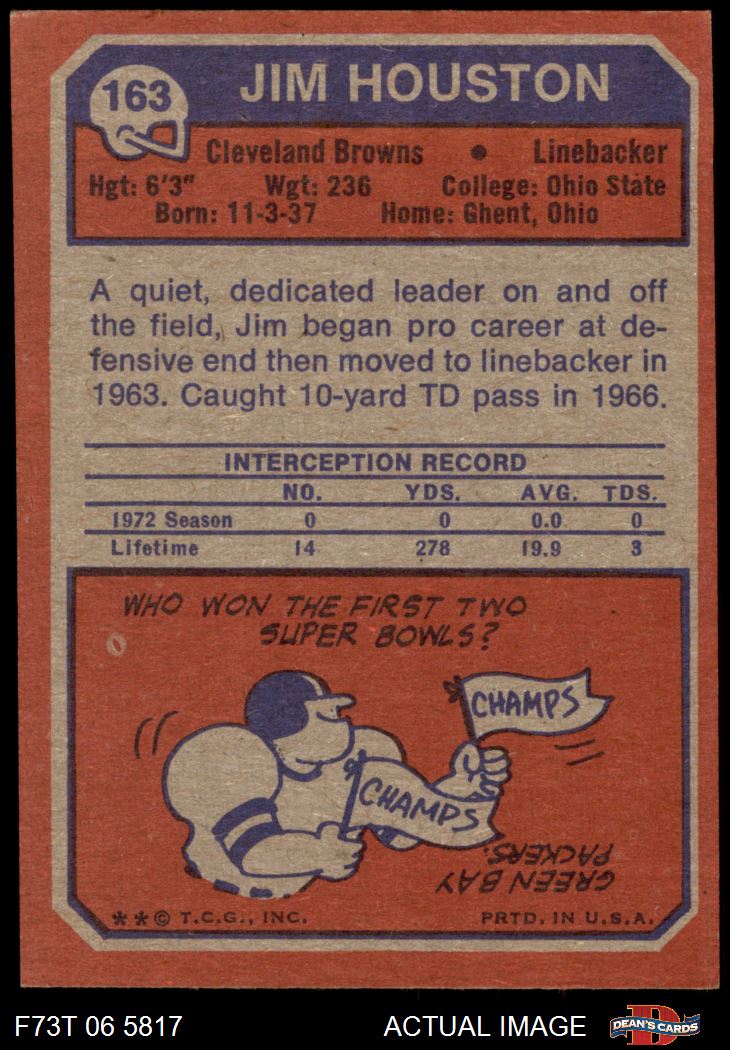 163
JIM HOUSTON
Cleveland Browns • Linebacker
Hgt: 6'3" Wgt: 236 College: Ohio State
Born: 11-3-37 Home: Ghent, Ohio
A quiet, dedicated leader on and off
the field, Jim began pro career at de-
fensive end then moved to linebacker in
1963. Caught 10-yard TD pass in 1966.
INTERCEPTION RECORD
NO. YDS. AVG. TDS.
1972 Season 0 0 0.0 0
Lifetime 14 278 19.9 3
WHO WON THE FIRST TWO
SUPER BOWLS?
CHAMPS
CHAMPS
GREEN BAY
PACKERS.
** © T.C.G., INC. PRTD. IN U.S.A.
F73T 06 5817 ACTUAL IMAGE
D
DEAN'S CARDS